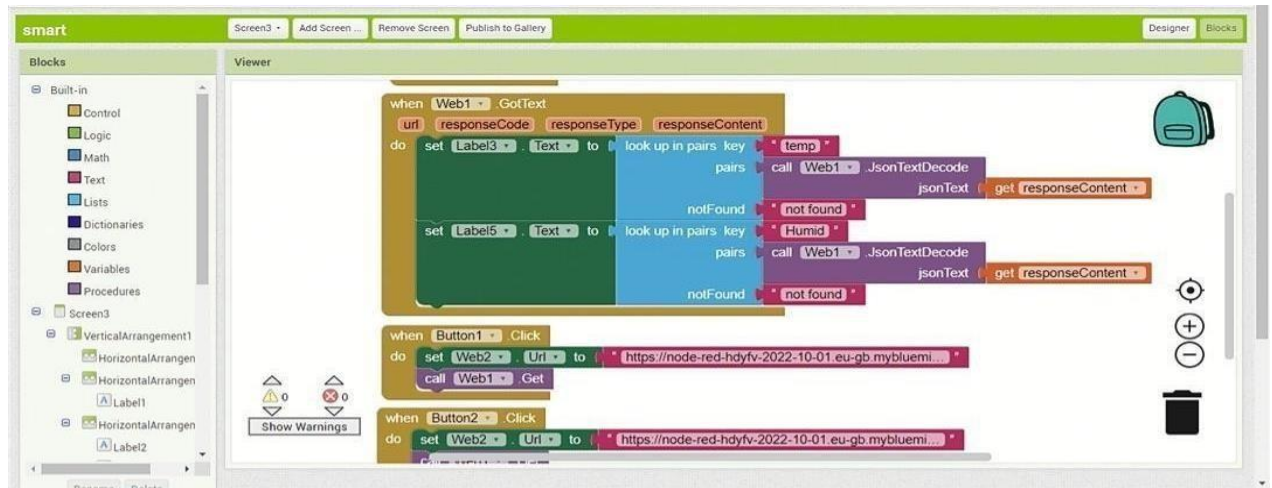 smart Screen3 Add Screen ... Remove Screen Publish to Gallery Designer Blocks
Blocks
Built-in
Control
Logic
Math
Text
Lists
Dictionaries
Colors
Variables
Procedures
Screen3
VerticalArrangement1
HorizontalArrangen
HorizontalArrangen
Label1
HorizontalArrangen
Label2
Viewer
when Web1 .GotText
url responseCode responseType responseContent
do set Label3 . Text to look up in pairs key " temp "
pairs call Web1 .JsonTextDecode
jsonText get responseContent
notFound " not found "
set Label5 . Text to look up in pairs key " Humid "
pairs call Web1 .JsonTextDecode
jsonText get responseContent
notFound " not found "
when Button1 .Click
do set Web2 . Url to " https://node-red-hdyfv-2022-10-01.eu-gb.mybluemi... "
call Web1 .Get
when Button2 .Click
do set Web2 . Url to " https://node-red-hdyfv-2022-10-01.eu-gb.mybluemi... "
0 0
Show Warnings